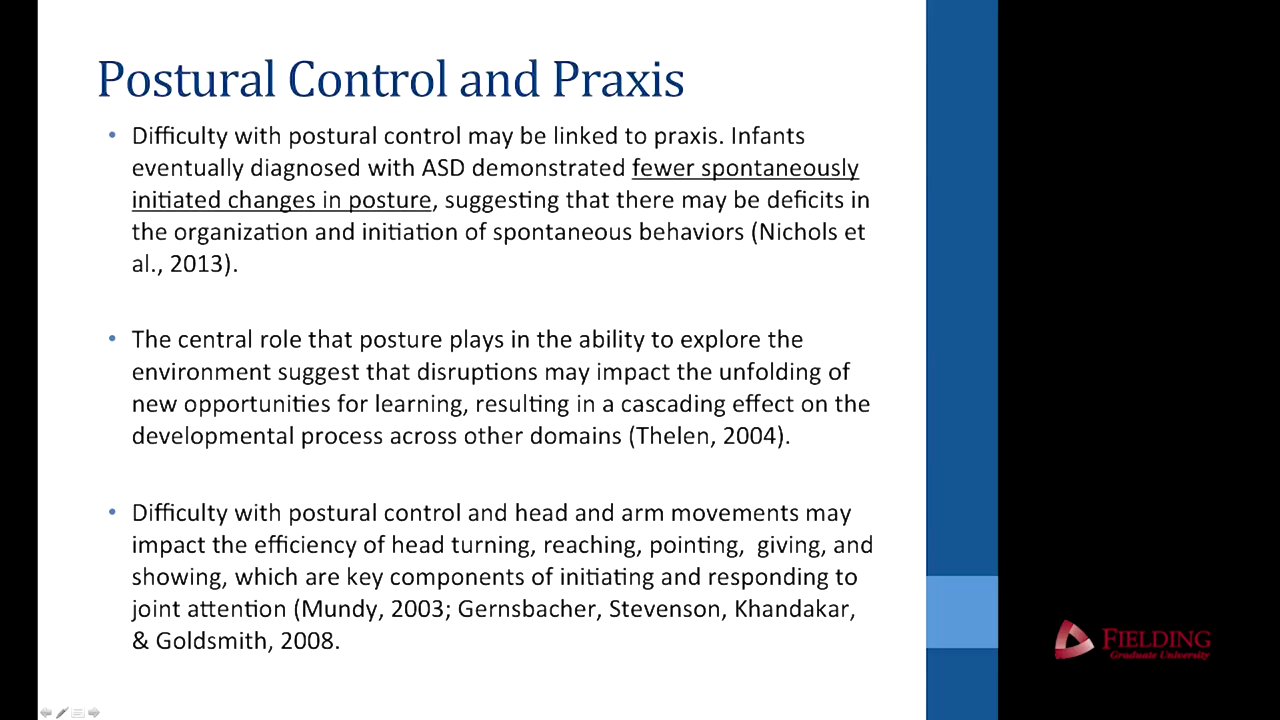 Postural Control and Praxis
• Difficulty with postural control may be linked to praxis. Infants
eventually diagnosed with ASD demonstrated fewer spontaneously
initiated changes in posture, suggesting that there may be deficits in
the organization and initiation of spontaneous behaviors (Nichols et
al., 2013).
• The central role that posture plays in the ability to explore the
environment suggest that disruptions may impact the unfolding of
new opportunities for learning, resulting in a cascading effect on the
developmental process across other domains (Thelen, 2004).
• Difficulty with postural control and head and arm movements may
impact the efficiency of head turning, reaching, pointing,  giving, and
showing, which are key components of initiating and responding to
joint attention (Mundy, 2003; Gernsbacher, Stevenson, Khandakar,
& Goldsmith, 2008.
FIELDING
Graduate University